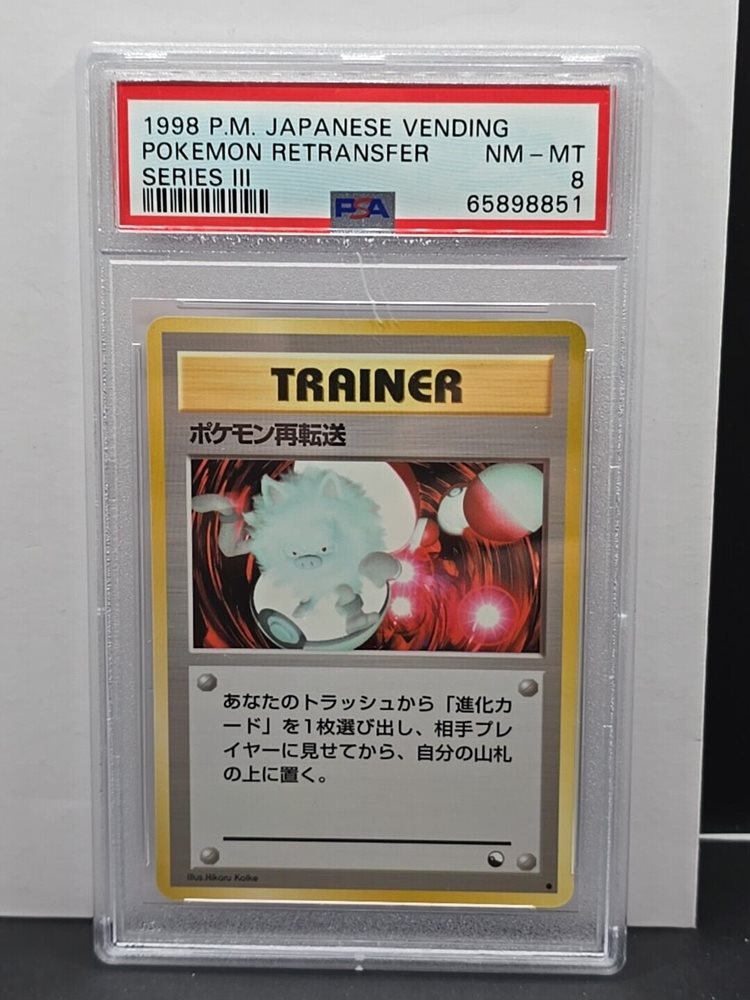 1998 P.M. JAPANESE VENDING
POKEMON RETRANSFER NM - MT
SERIES III 8
PSA 65898851
TRAINER
ポケモン再転送
あなたのトラッシュから「進化カ
ード」を1枚選び出し、相手プレ
イヤーに見せてから、自分の山札
の上に置く。
Illus. Hikaru Koike